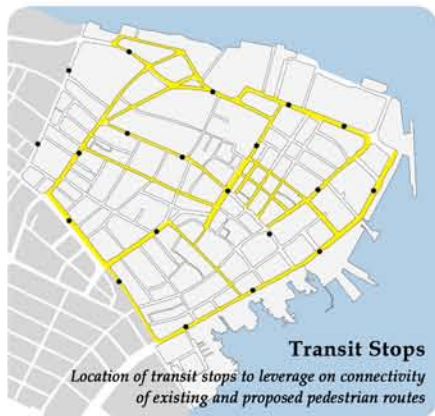 Transit Stops
Location of transit stops to leverage on connectivity
of existing and proposed pedestrian routes